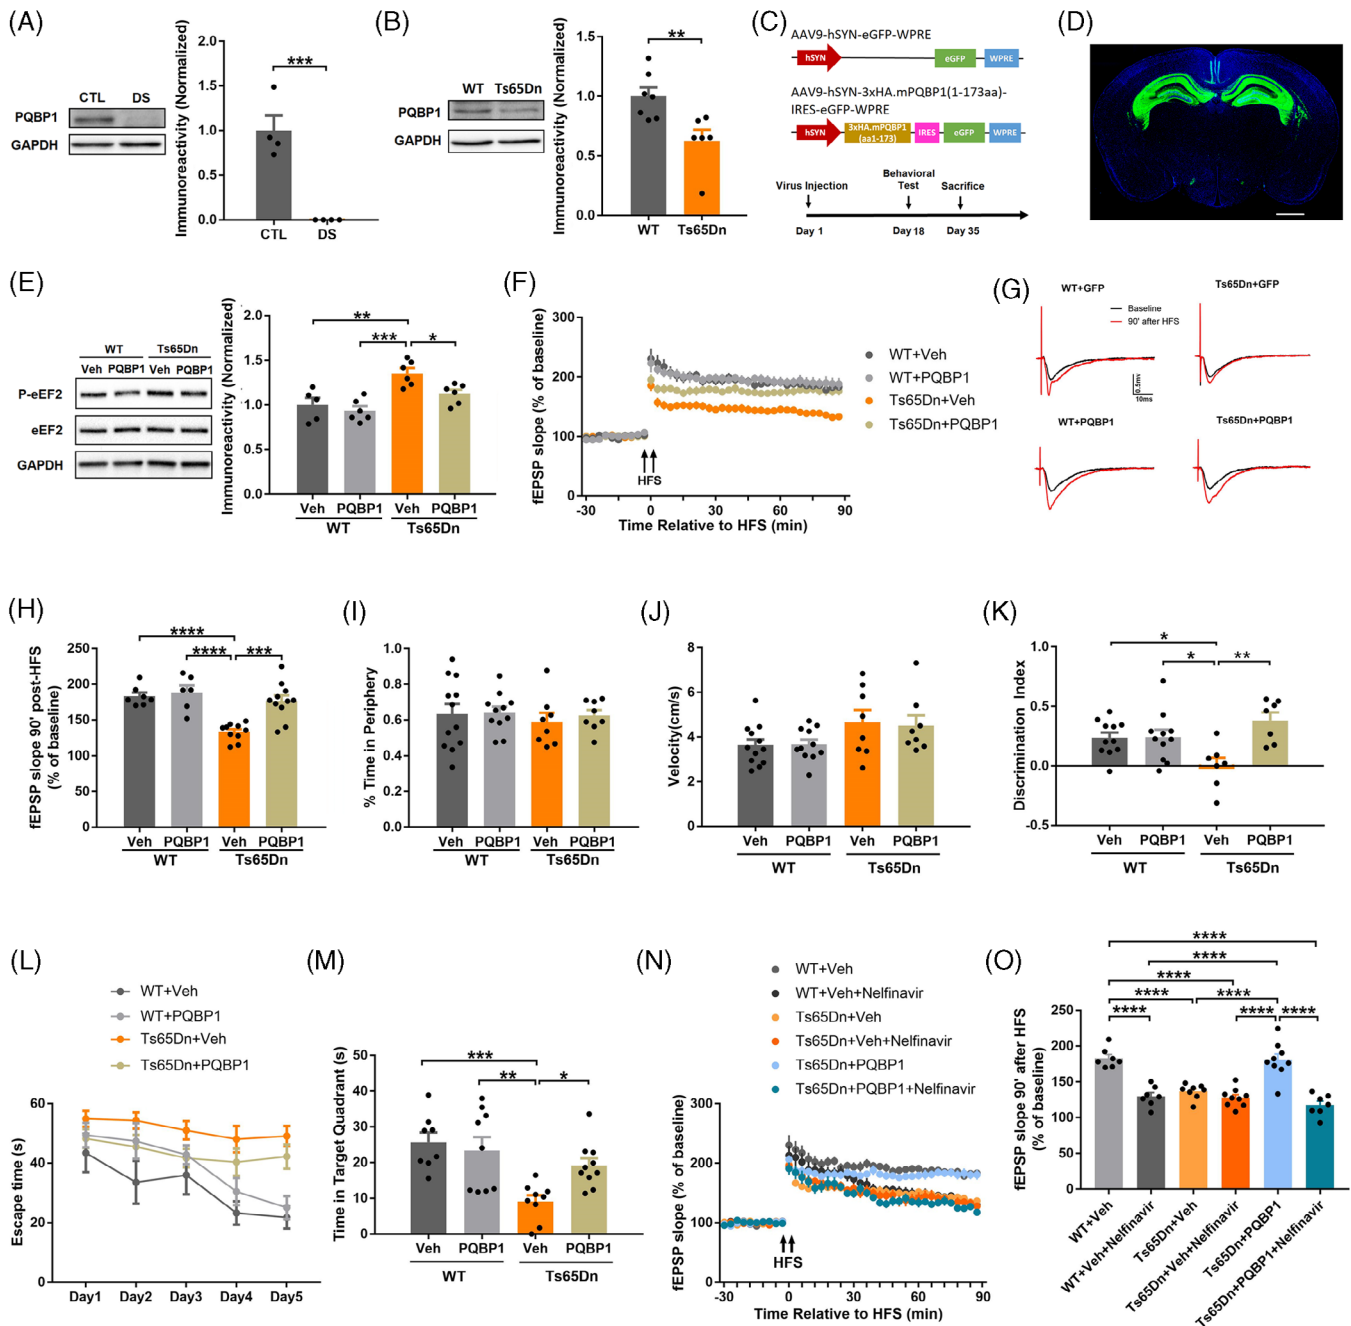 (A)
CTL DS
PQBP1
GAPDH
Immunoreactivity (Normalized)
2.0
1.5
1.0
0.5
0.0
***
CTL DS
(B)
WT Ts65Dn
PQBP1
GAPDH
Immunoreactivity (Normalized)
1.5
1.0
0.5
0.0
**
WT Ts65Dn
(C)
AAV9-hSYN-eGFP-WPRE
hSYN eGFP WPRE
AAV9-hSYN-3xHA.mPQBP1(1-173aa)-
IRES-eGFP-WPRE
hSYN 3xHA.mPQBP1 IRES eGFP WPRE
(aa1-173)
Behavioral
Virus Injection Test Sacrifice
Day 1 Day 18 Day 35
(D)
(E)
WT Ts65Dn
Veh PQBP1 Veh PQBP1
P-eEF2
eEF2
GAPDH
Immunoreactivity (Normalized)
2.0
1.5
1.0
0.5
0.0
**
*** *
Veh PQBP1 Veh PQBP1
WT Ts65Dn
(F)
fEPSP slope (% of baseline)
300
200
100
0
HFS
-30 0 30 60 90
Time Relative to HFS (min)
WT+Veh
WT+PQBP1
Ts65Dn+Veh
Ts65Dn+PQBP1
(G)
WT+GFP Ts65Dn+GFP
Baseline
90' after HFS
0.5mv
10ms
WT+PQBP1 Ts65Dn+PQBP1
(H)
fEPSP slope 90' post-HFS
(% of baseline)
250
200
150
100
50
0
****
**** ***
Veh PQBP1 Veh PQBP1
WT Ts65Dn
(I)
% Time in Periphery
1.0
0.8
0.6
0.4
0.2
0.0
Veh PQBP1 Veh PQBP1
WT Ts65Dn
(J)
Velocity(cm/s)
8
6
4
2
0
Veh PQBP1 Veh PQBP1
WT Ts65Dn
(K)
Discrimination Index
1.0
0.5
0.0
-0.5
*
* **
Veh PQBP1 Veh PQBP1
WT Ts65Dn
(L)
WT+Veh
WT+PQBP1
Ts65Dn+Veh
Ts65Dn+PQBP1
Escape time (s)
60
40
20
0
Day1 Day2 Day3 Day4 Day5
(M)
Time in Target Quadrant (s)
50
40
30
20
10
0
***
** *
Veh PQBP1 Veh PQBP1
WT Ts65Dn
(N)
WT+Veh
WT+Veh+Nelfinavir
Ts65Dn+Veh
Ts65Dn+Veh+Nelfinavir
Ts65Dn+PQBP1
Ts65Dn+PQBP1+Nelfinavir
fEPSP slope (% of baseline)
300
200
100
0
HFS
-30 0 30 60 90
Time Relative to HFS (min)
(O)
fEPSP slope 90' after HFS
(% of baseline)
250
200
150
100
50
0
****
****
****
**** ****
**** **** ****
WT+Veh
WT+Veh+Nelfinavir
Ts65Dn+Veh
Ts65Dn+Veh+Nelfinavir
Ts65Dn+PQBP1
Ts65Dn+PQBP1+Nelfinavir